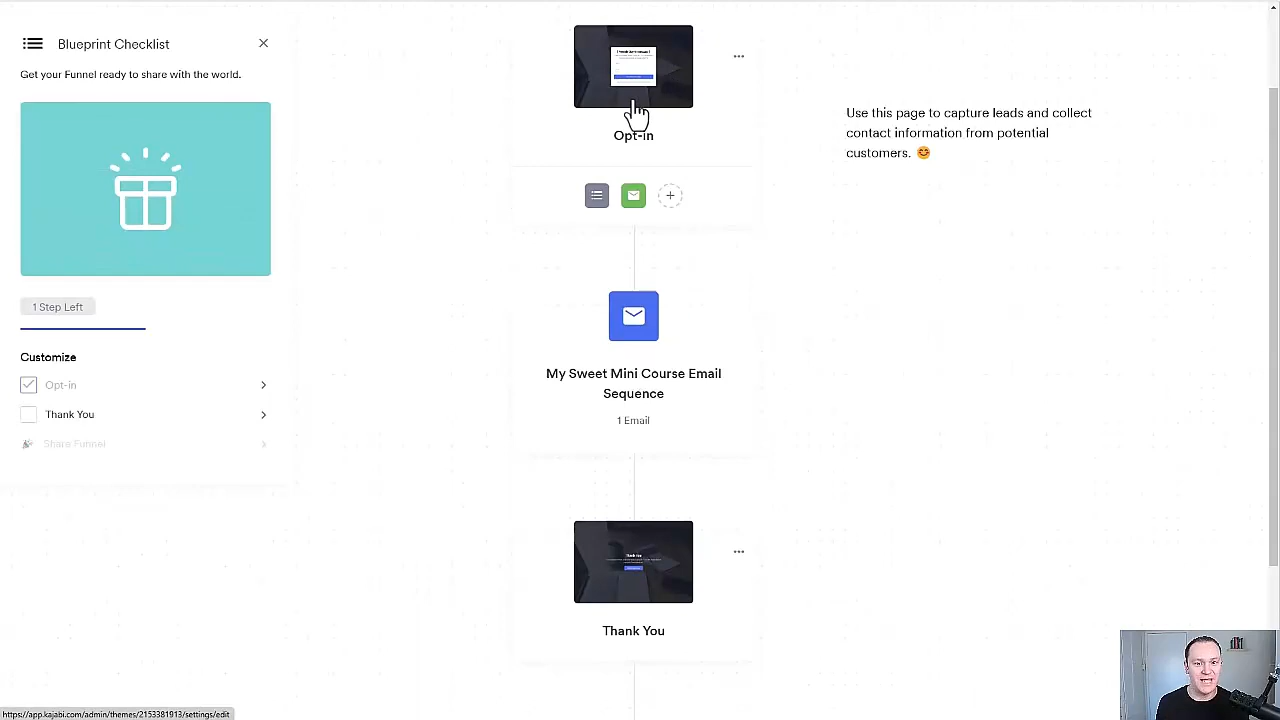 Blueprint Checklist
Get your Funnel ready to share with the world.
1 Step Left
Customize
Opt-in
Thank You
Share Funnel
Opt-in
Use this page to capture leads and collect
contact information from potential
customers. 😊
My Sweet Mini Course Email
Sequence
1 Email
Thank You
Thank You
https://app.kajabi.com/admin/themes/2153381913/settings/edit